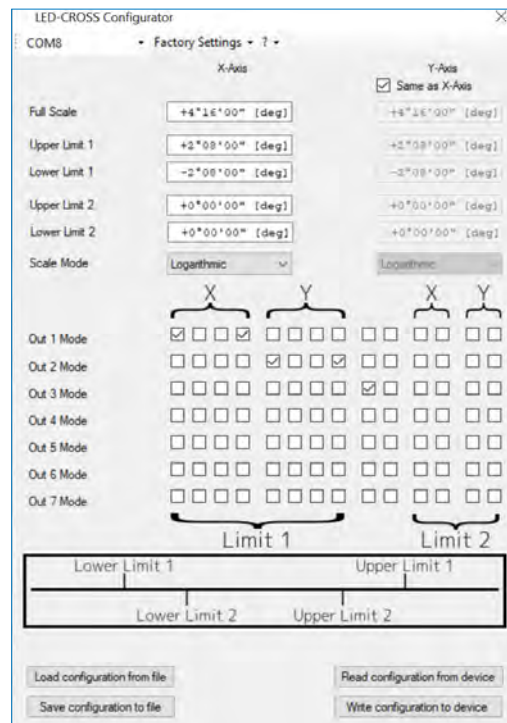 LED-CROSS Configurator
COM8 Factory Settings ?
X-Axis Y-Axis
Same as X-Axis
Full Scale +4°16'00" [deg] +4°16'00" [deg]
Upper Limit 1 +2°08'00" [deg] +2°08'00" [deg]
Lower Limit 1 -2°08'00" [deg] -2°08'00" [deg]
Upper Limit 2 +0°00'00" [deg] +0°00'00" [deg]
Lower Limit 2 +0°00'00" [deg] +0°00'00" [deg]
Scale Mode Logarithmic Logarithmic
X Y X Y
Out 1 Mode
Out 2 Mode
Out 3 Mode
Out 4 Mode
Out 5 Mode
Out 6 Mode
Out 7 Mode
Limit 1 Limit 2
Lower Limit 1 Upper Limit 1
Lower Limit 2 Upper Limit 2
Load configuration from file Read configuration from device
Save configuration to file Write configuration to device